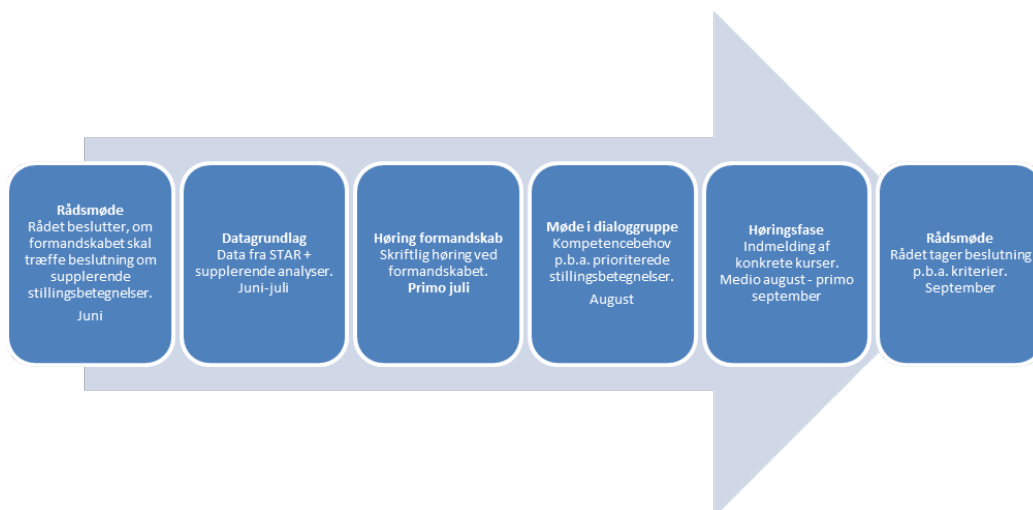 Rådsmøde
Rådet beslutter, om
formandskabet skal
træffe beslutning om
supplerende
stillingsbetegnelser.
Juni
Datagrundlag
Data fra STAR +
supplerende analyser.
Juni-juli
Høring formandskab
Skriftlig høring ved
formandskabet.
Primo juli
Møde i dialoggruppe
Kompetencebehov
p.b.a. prioriterede
stillingsbetegnelser.
August
Høringsfase
Indmelding af
konkrete kurser.
Medio august - primo
september
Rådsmøde
Rådet tager beslutning
p.b.a. kriterier.
September